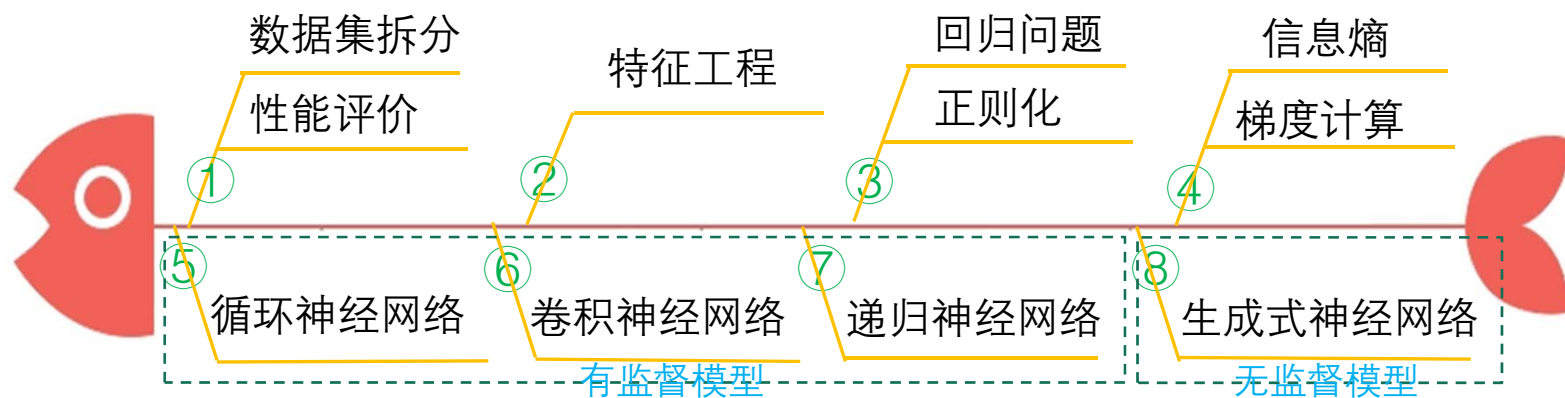 数据集拆分
性能评价
①
特征工程
②
回归问题
正则化
③
信息熵
梯度计算
④
⑤
循环神经网络
⑥
卷积神经网络
⑦
递归神经网络
有监督模型
⑧
生成式神经网络
无监督模型